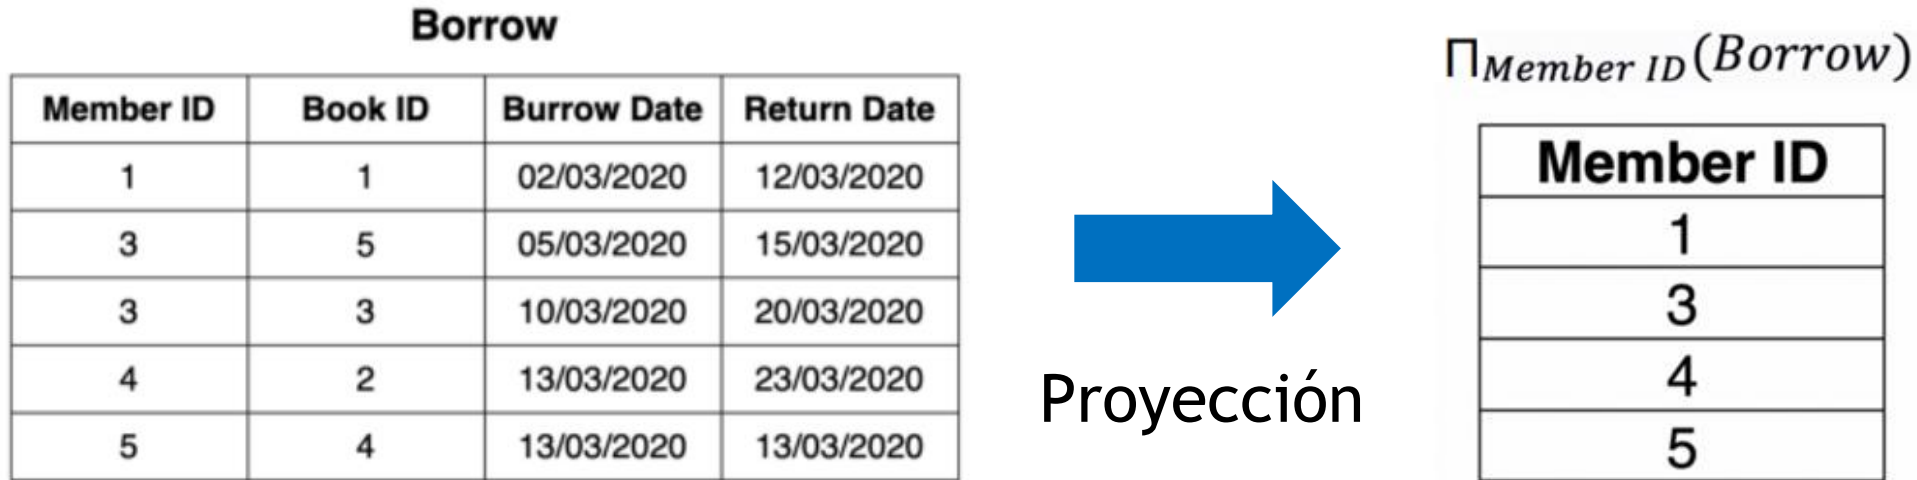 Borrow
Member ID Book ID Burrow Date Return Date
1 1 02/03/2020 12/03/2020
3 5 05/03/2020 15/03/2020
3 3 10/03/2020 20/03/2020
4 2 13/03/2020 23/03/2020
5 4 13/03/2020 13/03/2020
Proyección
∏Member ID(Borrow)
Member ID
1
3
4
5